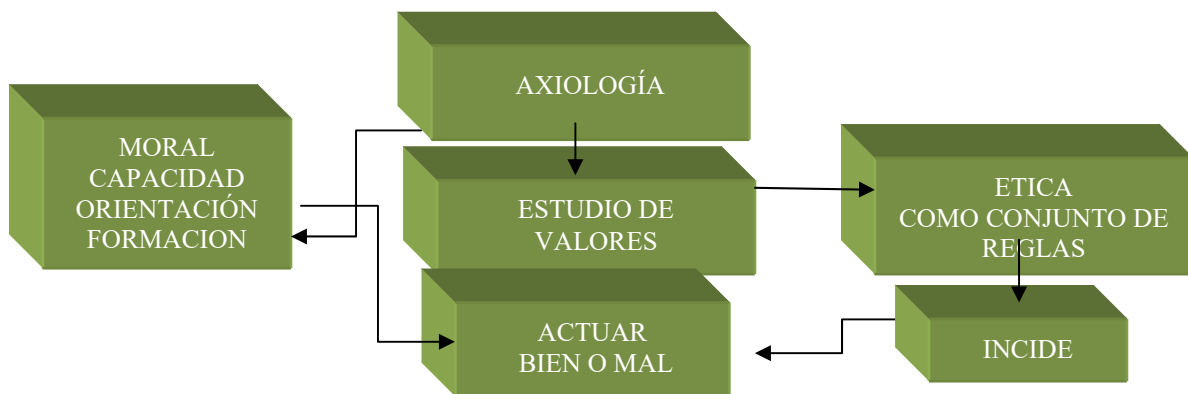 AXIOLOGÍA
MORAL
CAPACIDAD
ORIENTACIÓN
FORMACION
ESTUDIO DE
VALORES
ETICA
COMO CONJUNTO DE
REGLAS
ACTUAR
BIEN O MAL
INCIDE